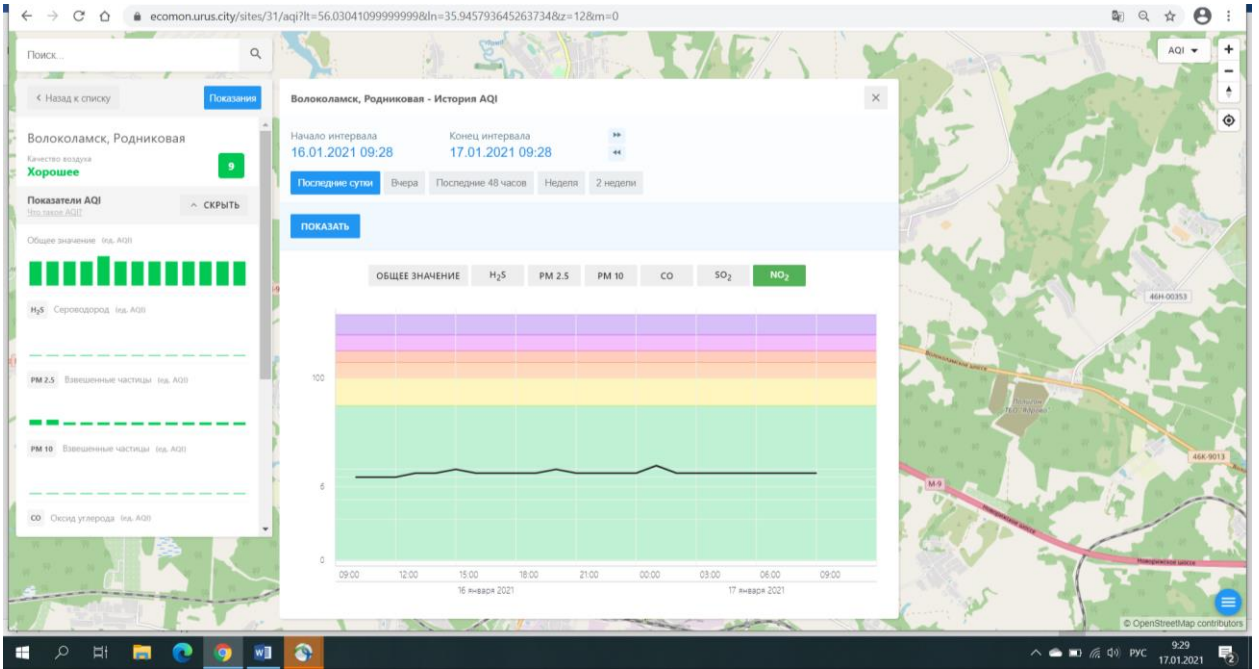 ecomon.urus.city/sites/31/aqi?lt=56.03041099999999&ln=35.945793645263734&z=12&m=0
Поиск...
AQI
Назад к списку
Показания
Волоколамск, Родниковая
Качество воздуха
Хорошее
9
Показатели AQI
Что такое AQI?
СКРЫТЬ
Общее значение (ед. AQI)
H₂S Сероводород (ед. AQI)
PM 2.5 Взвешенные частицы (ед. AQI)
PM 10 Взвешенные частицы (ед. AQI)
CO Оксид углерода (ед. AQI)
Волоколамск, Родниковая - История AQI
Начало интервала
Конец интервала
16.01.2021 09:28
17.01.2021 09:28
Последние сутки
Вчера
Последние 48 часов
Неделя
2 недели
ПОКАЗАТЬ
ОБЩЕЕ ЗНАЧЕНИЕ
H₂S
PM 2.5
PM 10
CO
SO₂
NO₂
100
6
0
09:00 12:00 15:00 18:00 21:00 00:00 03:00 06:00 09:00
16 января 2021
17 января 2021
46Н-00353
Волоколамское шоссе
46К-9013
М-9
Новорижское шоссе
Новорижское шоссе
© OpenStreetMap contributors
РУС
9:29
17.01.2021
2